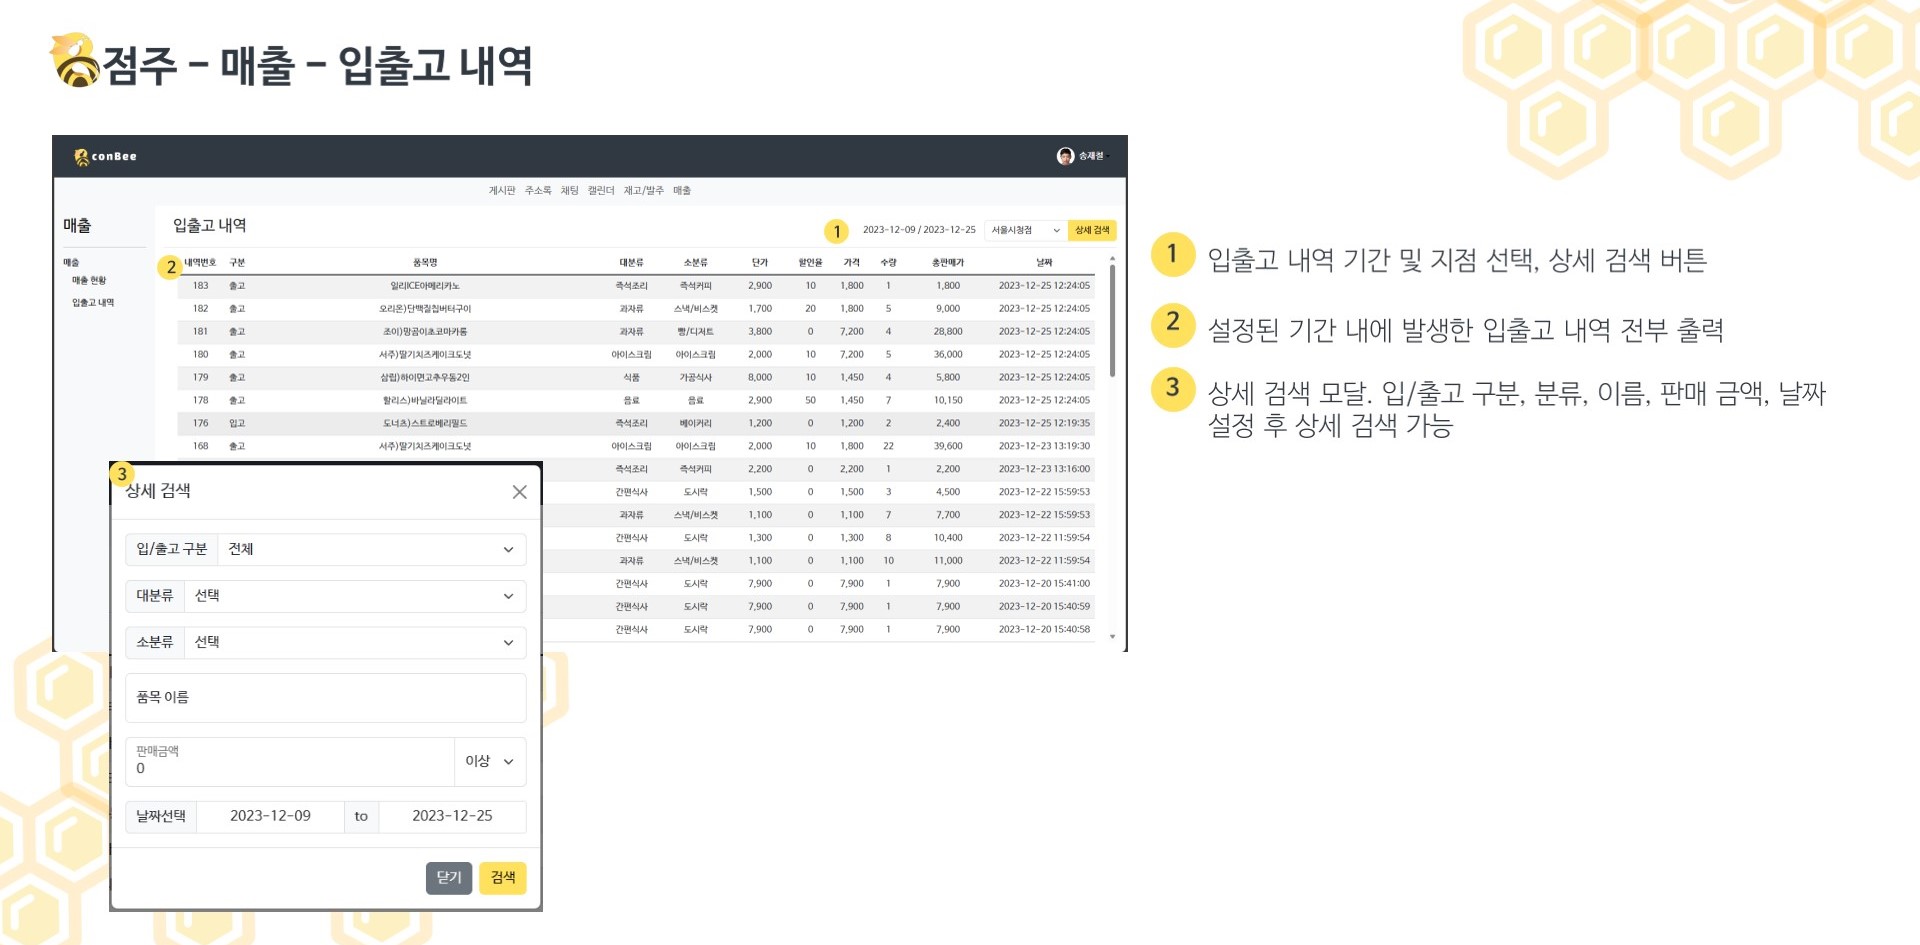 점주 - 매출 - 입출고 내역
conBee
송재철
게시판 주소록 채팅 캘린더 재고/발주 매출
매출
매출
매출 현황
입출고 내역
입출고 내역
1 2023-12-09 / 2023-12-25 서울시청점 상세 검색
2 내역번호 구분 품목명 대분류 소분류 단가 할인율 가격 수량 총판매가 날짜
183 출고 일리ICE아메리카노 즉석조리 즉석커피 2,900 10 1,800 1 1,800 2023-12-25 12:24:05
182 출고 오리온)단백질칩버터구이 과자류 스낵/비스켓 1,700 20 1,800 5 9,000 2023-12-25 12:24:05
181 출고 조이)망곰이초코마카롱 과자류 빵/디저트 3,800 0 7,200 4 28,800 2023-12-25 12:24:05
180 출고 서주)딸기치즈케이크도넛 아이스크림 아이스크림 2,000 10 7,200 5 36,000 2023-12-25 12:24:05
179 출고 삼립)하이면고추우동2인 식품 가공식사 8,000 10 1,450 4 5,800 2023-12-25 12:24:05
178 출고 할리스)바닐라딜라이트 음료 음료 2,900 50 1,450 7 10,150 2023-12-25 12:24:05
176 입고 도너츠)스트로베리필드 즉석조리 베이커리 1,200 0 1,200 2 2,400 2023-12-25 12:19:35
168 출고 서주)딸기치즈케이크도넛 아이스크림 아이스크림 2,000 10 1,800 22 39,600 2023-12-23 13:19:30
즉석조리 즉석커피 2,200 0 2,200 1 2,200 2023-12-23 13:16:00
간편식사 도시락 1,500 0 1,500 3 4,500 2023-12-22 15:59:53
과자류 스낵/비스켓 1,100 0 1,100 7 7,700 2023-12-22 15:59:53
간편식사 도시락 1,300 0 1,300 8 10,400 2023-12-22 11:59:54
과자류 스낵/비스켓 1,100 0 1,100 10 11,000 2023-12-22 11:59:54
간편식사 도시락 7,900 0 7,900 1 7,900 2023-12-20 15:41:00
간편식사 도시락 7,900 0 7,900 1 7,900 2023-12-20 15:40:59
간편식사 도시락 7,900 0 7,900 1 7,900 2023-12-20 15:40:58
3
상세 검색
입/출고 구분 전체
대분류 선택
소분류 선택
품목 이름
판매금액
0 이상
날짜선택 2023-12-09 to 2023-12-25
닫기 검색
1 입출고 내역 기간 및 지점 선택, 상세 검색 버튼
2 설정된 기간 내에 발생한 입출고 내역 전부 출력
3 상세 검색 모달. 입/출고 구분, 분류, 이름, 판매 금액, 날짜
설정 후 상세 검색 가능